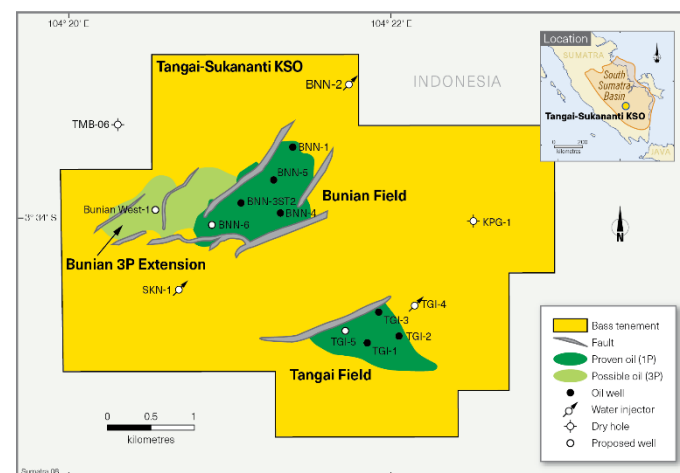 104° 20' E
104° 22' E
Tangai-Sukananti KSO
BNN-2
INDONESIA
TMB-06
BNN-1
BNN-5
Bunian West-1
BNN-3ST2
Bunian Field
BNN-4
BNN-6
3° 34' S
KPG-1
Bunian 3P Extension
SKN-1
TGI-4
TGI-3
TGI-5
TGI-2
TGI-1
Tangai Field
0 0.5 1
kilometres
Sumatra 06
N
Location
SUMATRA
South
Sumatra
Basin
Tangai-Sukananti KSO
kilometres
JAVA
Bass tenement
Fault
Proven oil (1P)
Possible oil (3P)
Oil well
Water injector
Dry hole
Proposed well